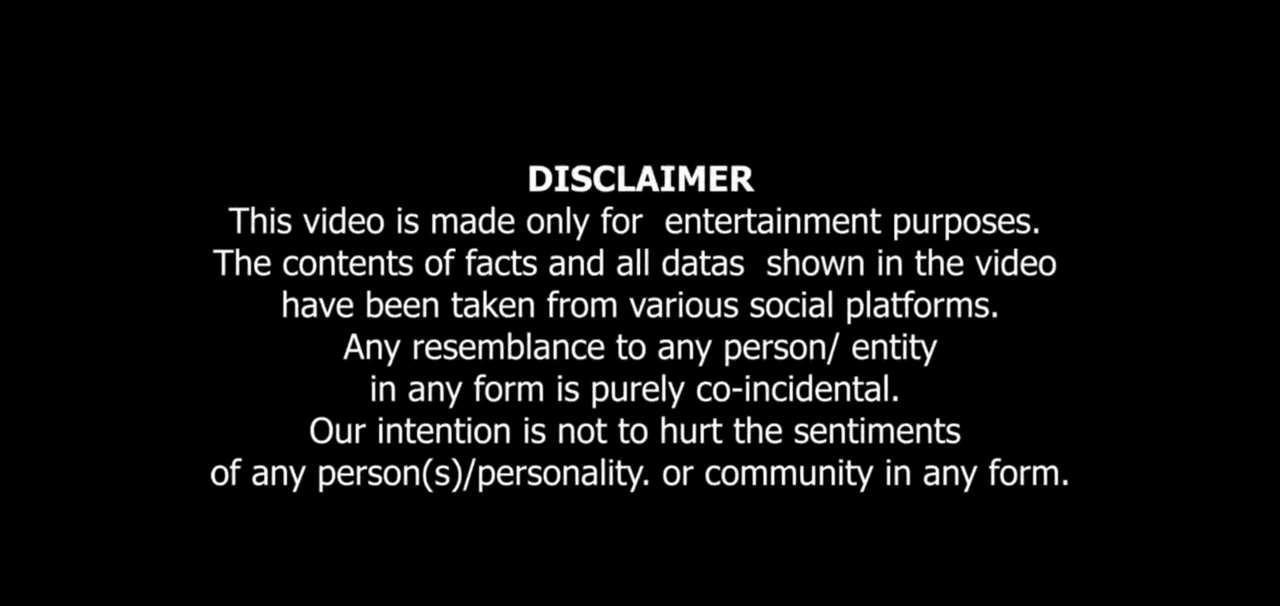 DISCLAIMER
This video is made only for  entertainment purposes.
The contents of facts and all datas  shown in the video
have been taken from various social platforms.
Any resemblance to any person/ entity
in any form is purely co-incidental.
Our intention is not to hurt the sentiments
of any person(s)/personality. or community in any form.